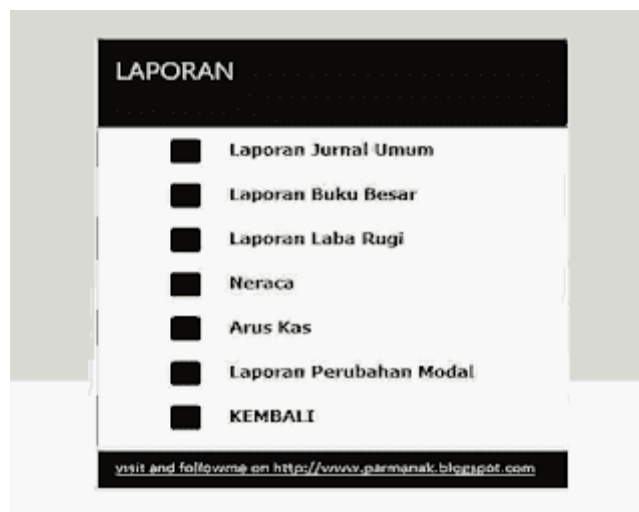 LAPORAN
Laporan Jurnal Umum
Laporan Buku Besar
Laporan Laba Rugi
Neraca
Arus Kas
Laporan Perubahan Modal
KEMBALI
visit and followme on http://www.parmanak.blogspot.com